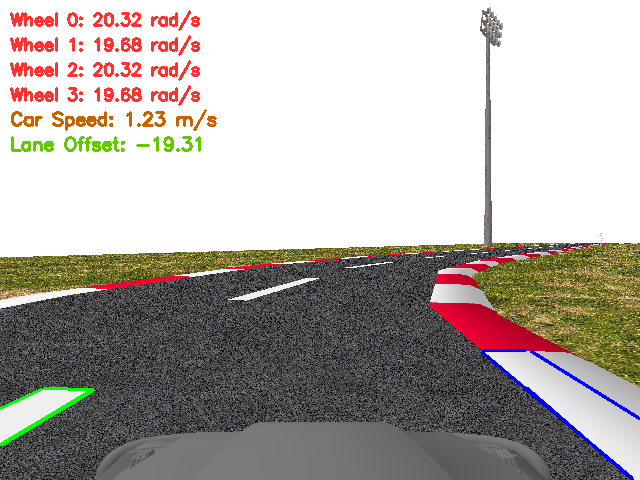 Wheel 0: 20.32 rad/s
Wheel 1: 19.68 rad/s
Wheel 2: 20.32 rad/s
Wheel 3: 19.68 rad/s
Car Speed: 1.23 m/s
Lane Offset: -19.31